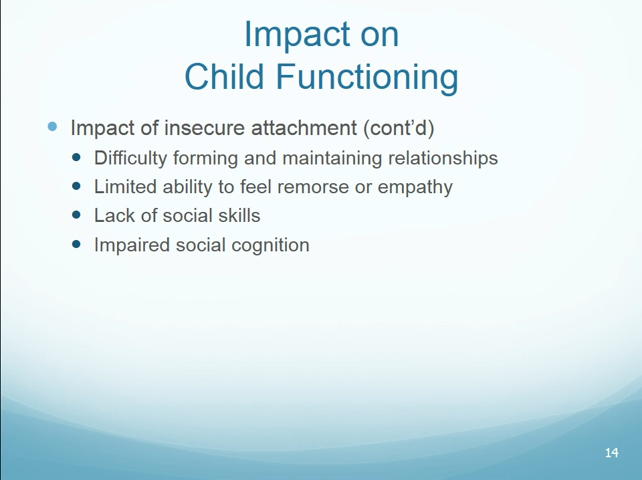 Impact on
Child Functioning
Impact of insecure attachment (cont’d)
Difficulty forming and maintaining relationships
Limited ability to feel remorse or empathy
Lack of social skills
Impaired social cognition
14